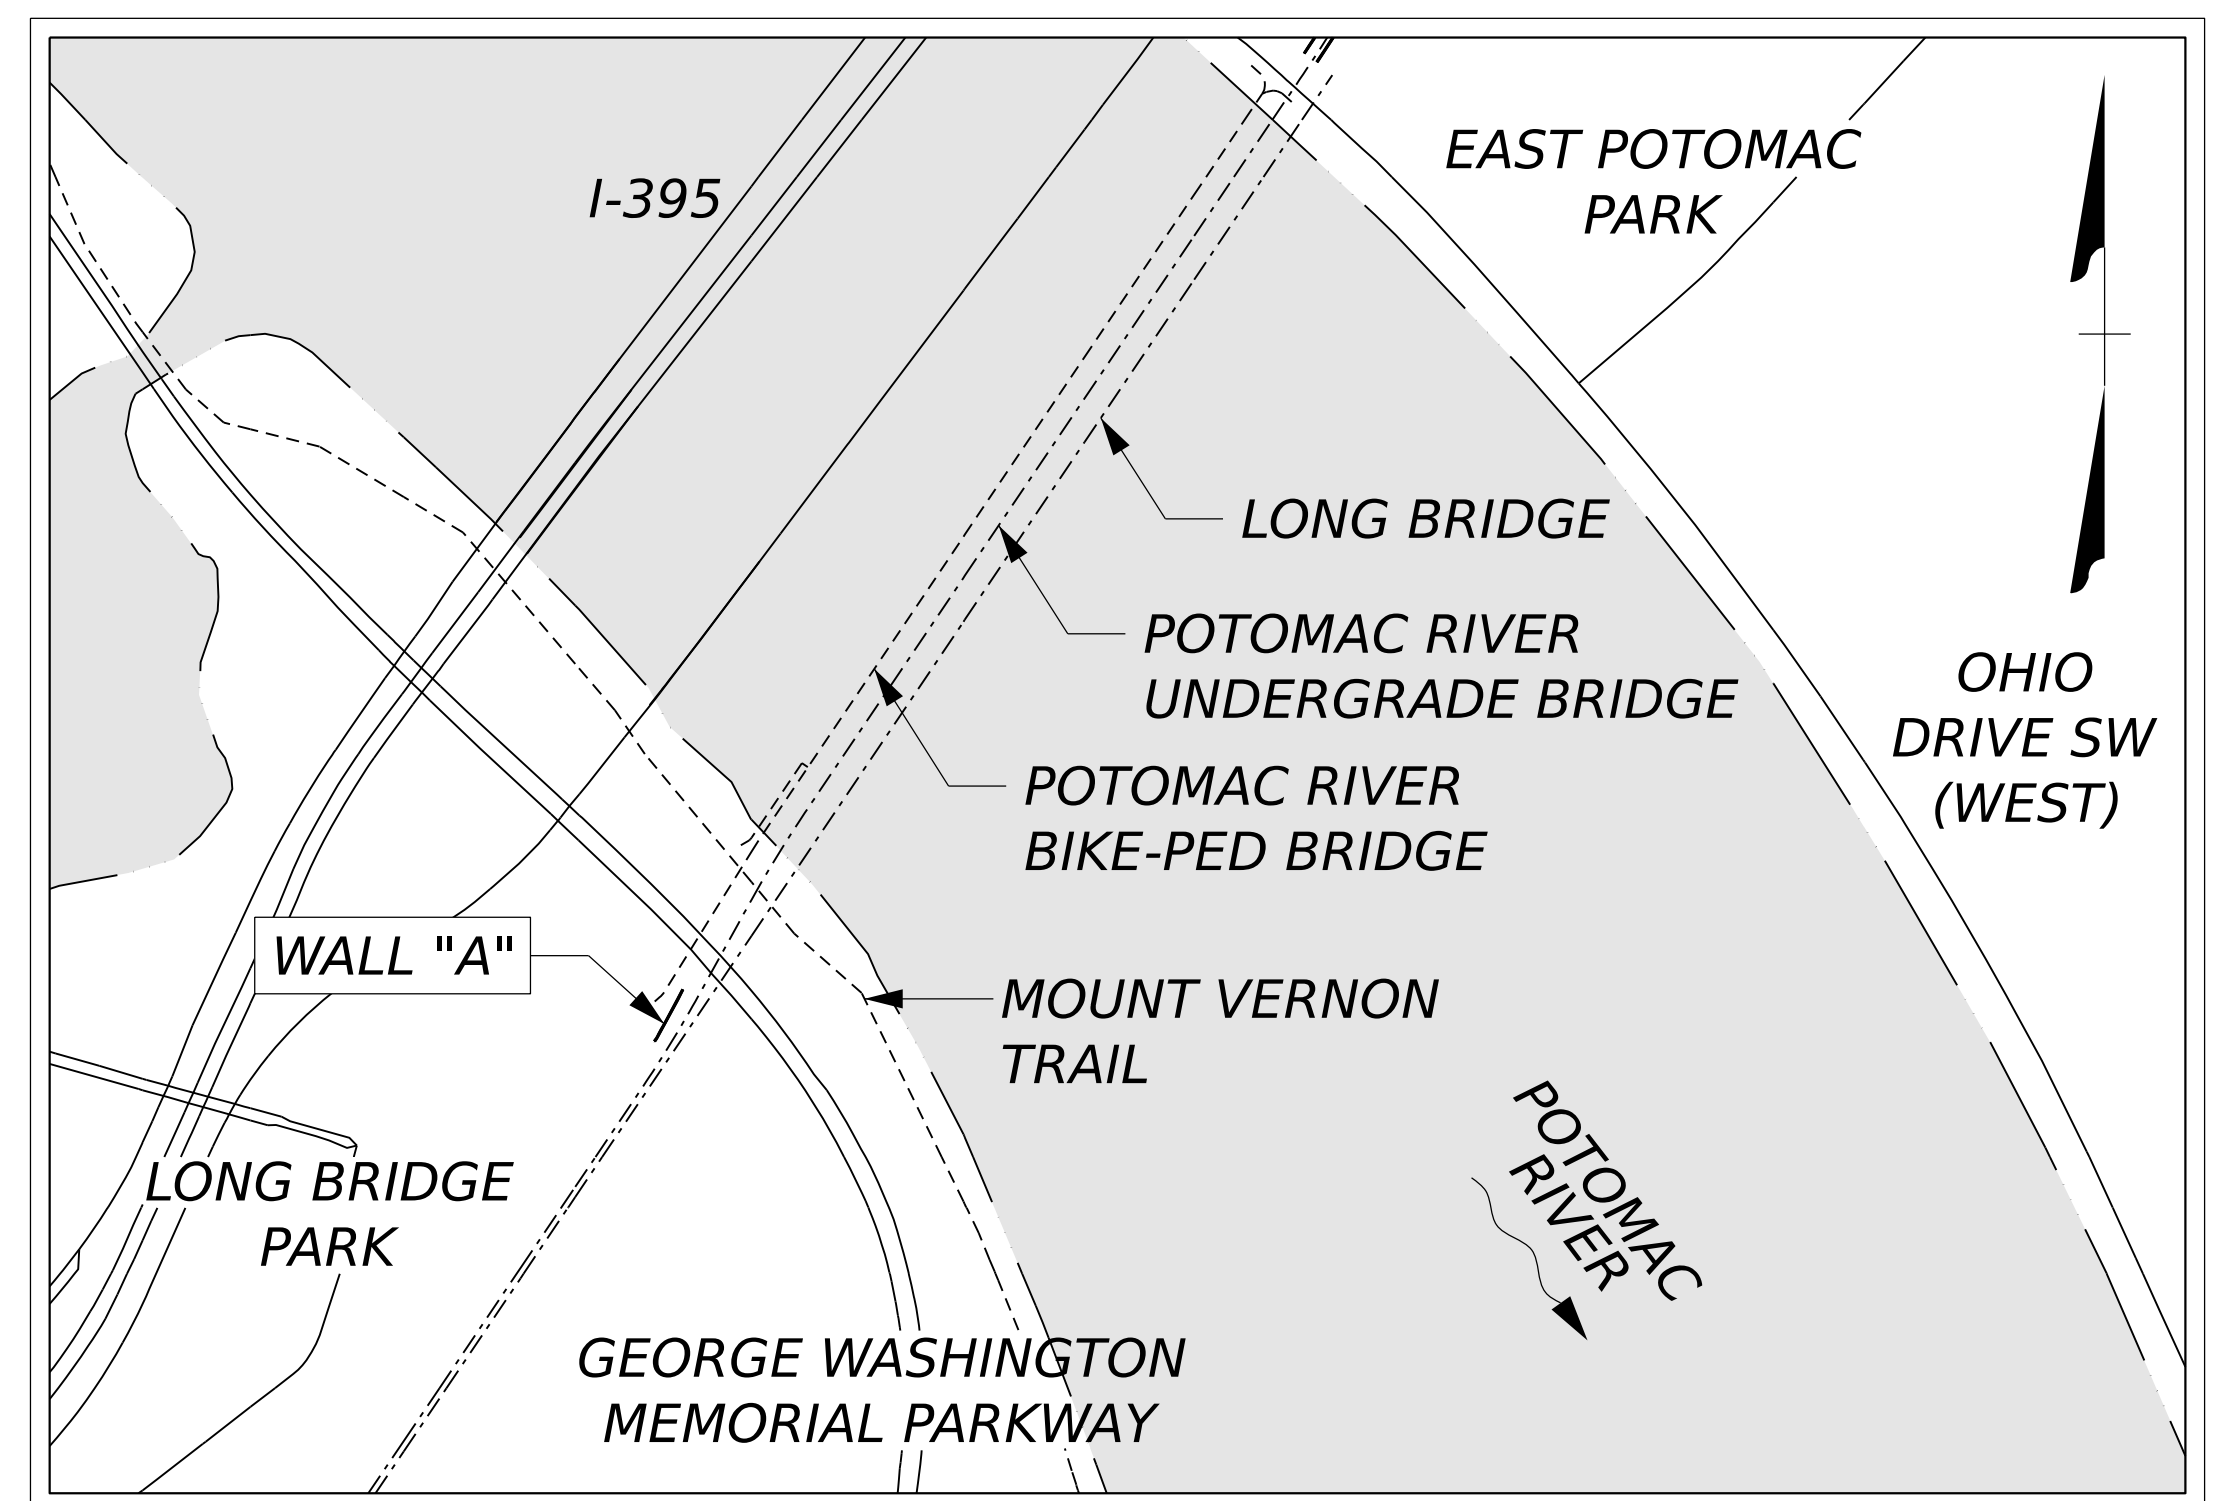 I-395
EAST POTOMAC
PARK
LONG BRIDGE
POTOMAC RIVER
UNDERGRADE BRIDGE
OHIO
DRIVE SW
(WEST)
POTOMAC RIVER
BIKE-PED BRIDGE
WALL "A"
MOUNT VERNON
TRAIL
POTOMAC
RIVER
LONG BRIDGE
PARK
GEORGE WASHINGTON
MEMORIAL PARKWAY